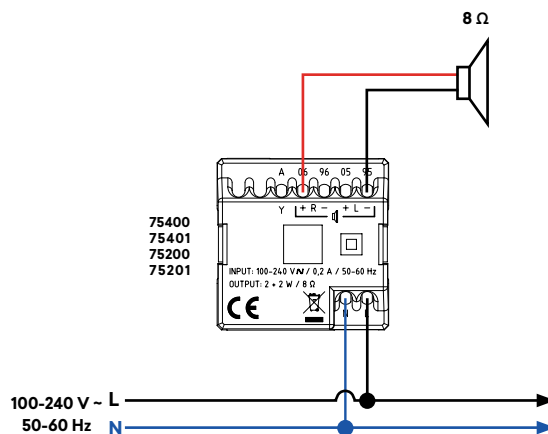 8 Ω
A 06 96 05 95
Y + R – + L –
75400
75401
75200
75201
INPUT: 100-240 V~ / 0,2 A / 50-60 Hz
OUTPUT: 2 + 2 W / 8 Ω
CE
N L
100-240 V ~ L
50-60 Hz N